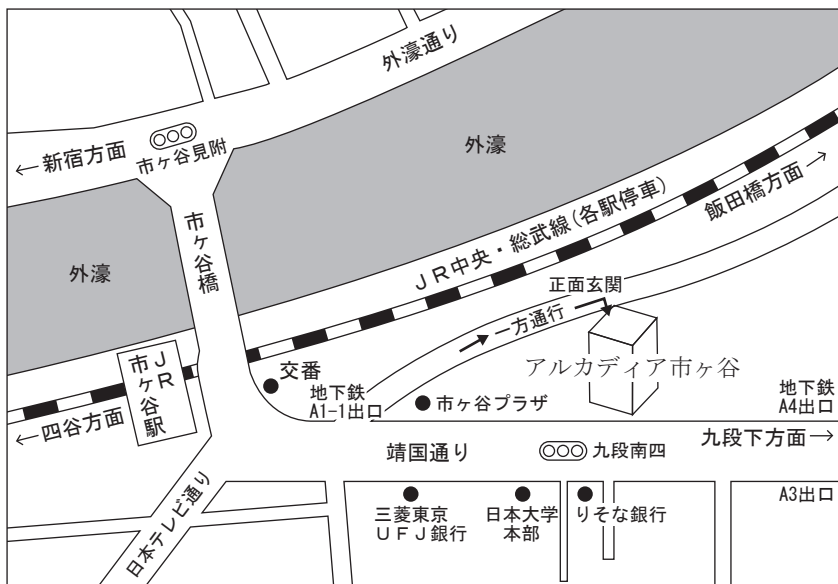 外濠通り
←新宿方面
市ヶ谷見附
外濠
市ヶ谷橋
外濠
JR中央・総武線(各駅停車)
飯田橋方面→
正面玄関
→一方通行
アルカディア市ヶ谷
JR
市ヶ谷駅
交番
地下鉄
A1-1出口
市ヶ谷プラザ
地下鉄
A4出口
←四谷方面
靖国通り
九段南四
九段下方面→
日本テレビ通り
三菱東京
UFJ銀行
日本大学
本部
りそな銀行
A3出口